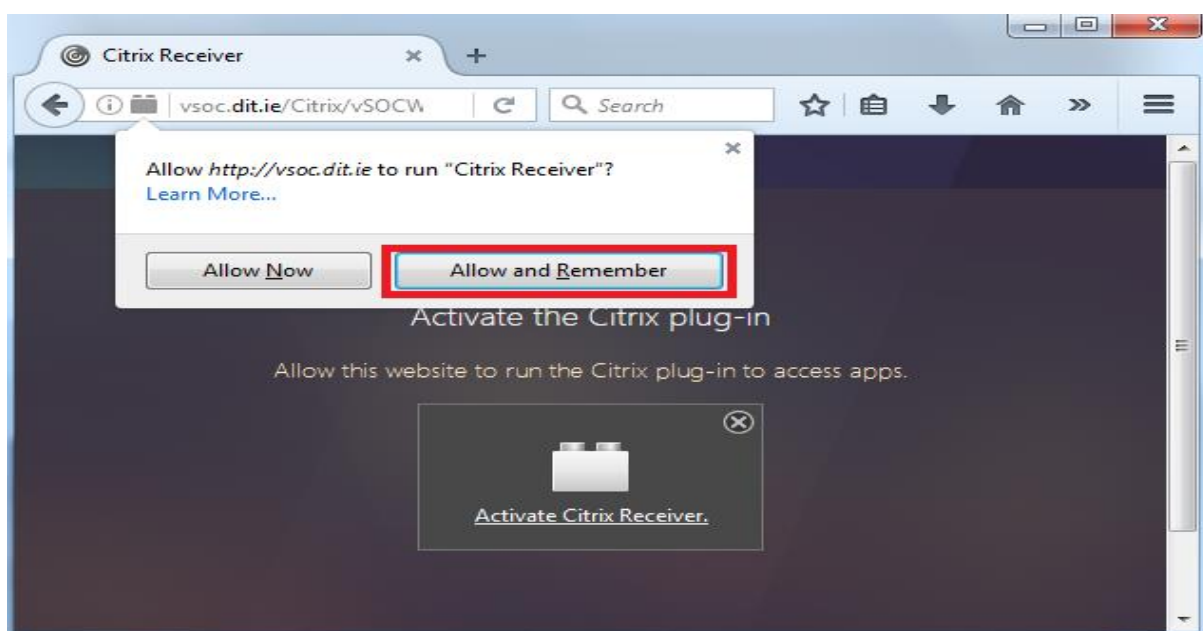 Citrix Receiver
vsoc.dit.ie/Citrix/vSOCW
Search
Allow http://vsoc.dit.ie to run "Citrix Receiver"?
Learn More...
Allow Now
Allow and Remember
Activate the Citrix plug-in
Allow this website to run the Citrix plug-in to access apps.
Activate Citrix Receiver.